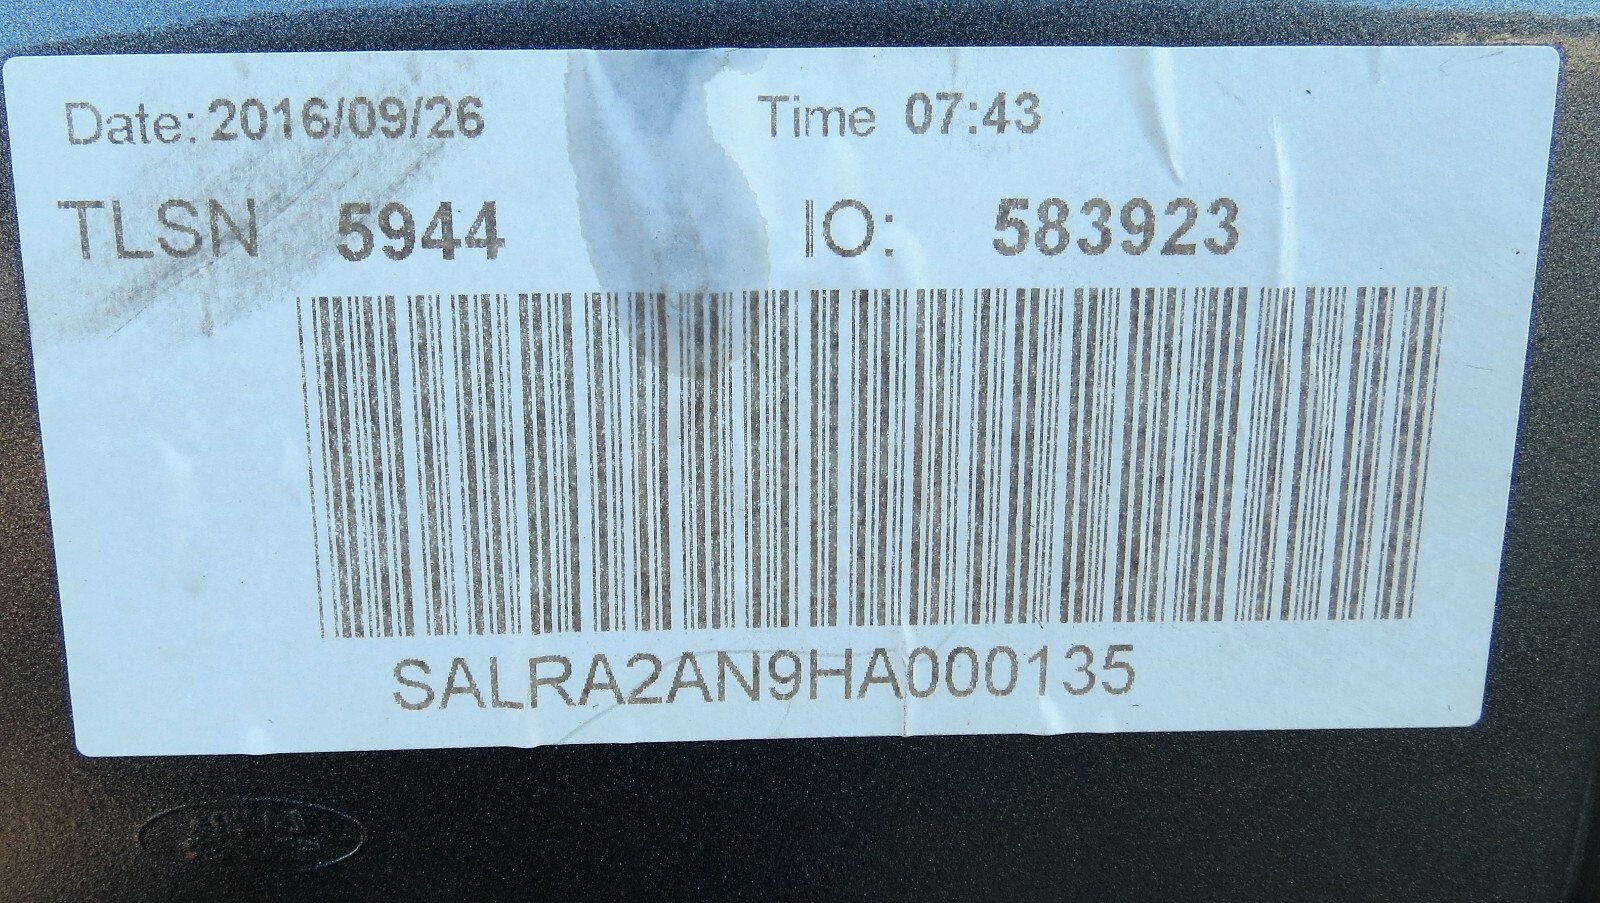 Date: 2016/09/26 Time 07:43
TLSN 5944 IO: 583923
SALRA2AN9HA000135